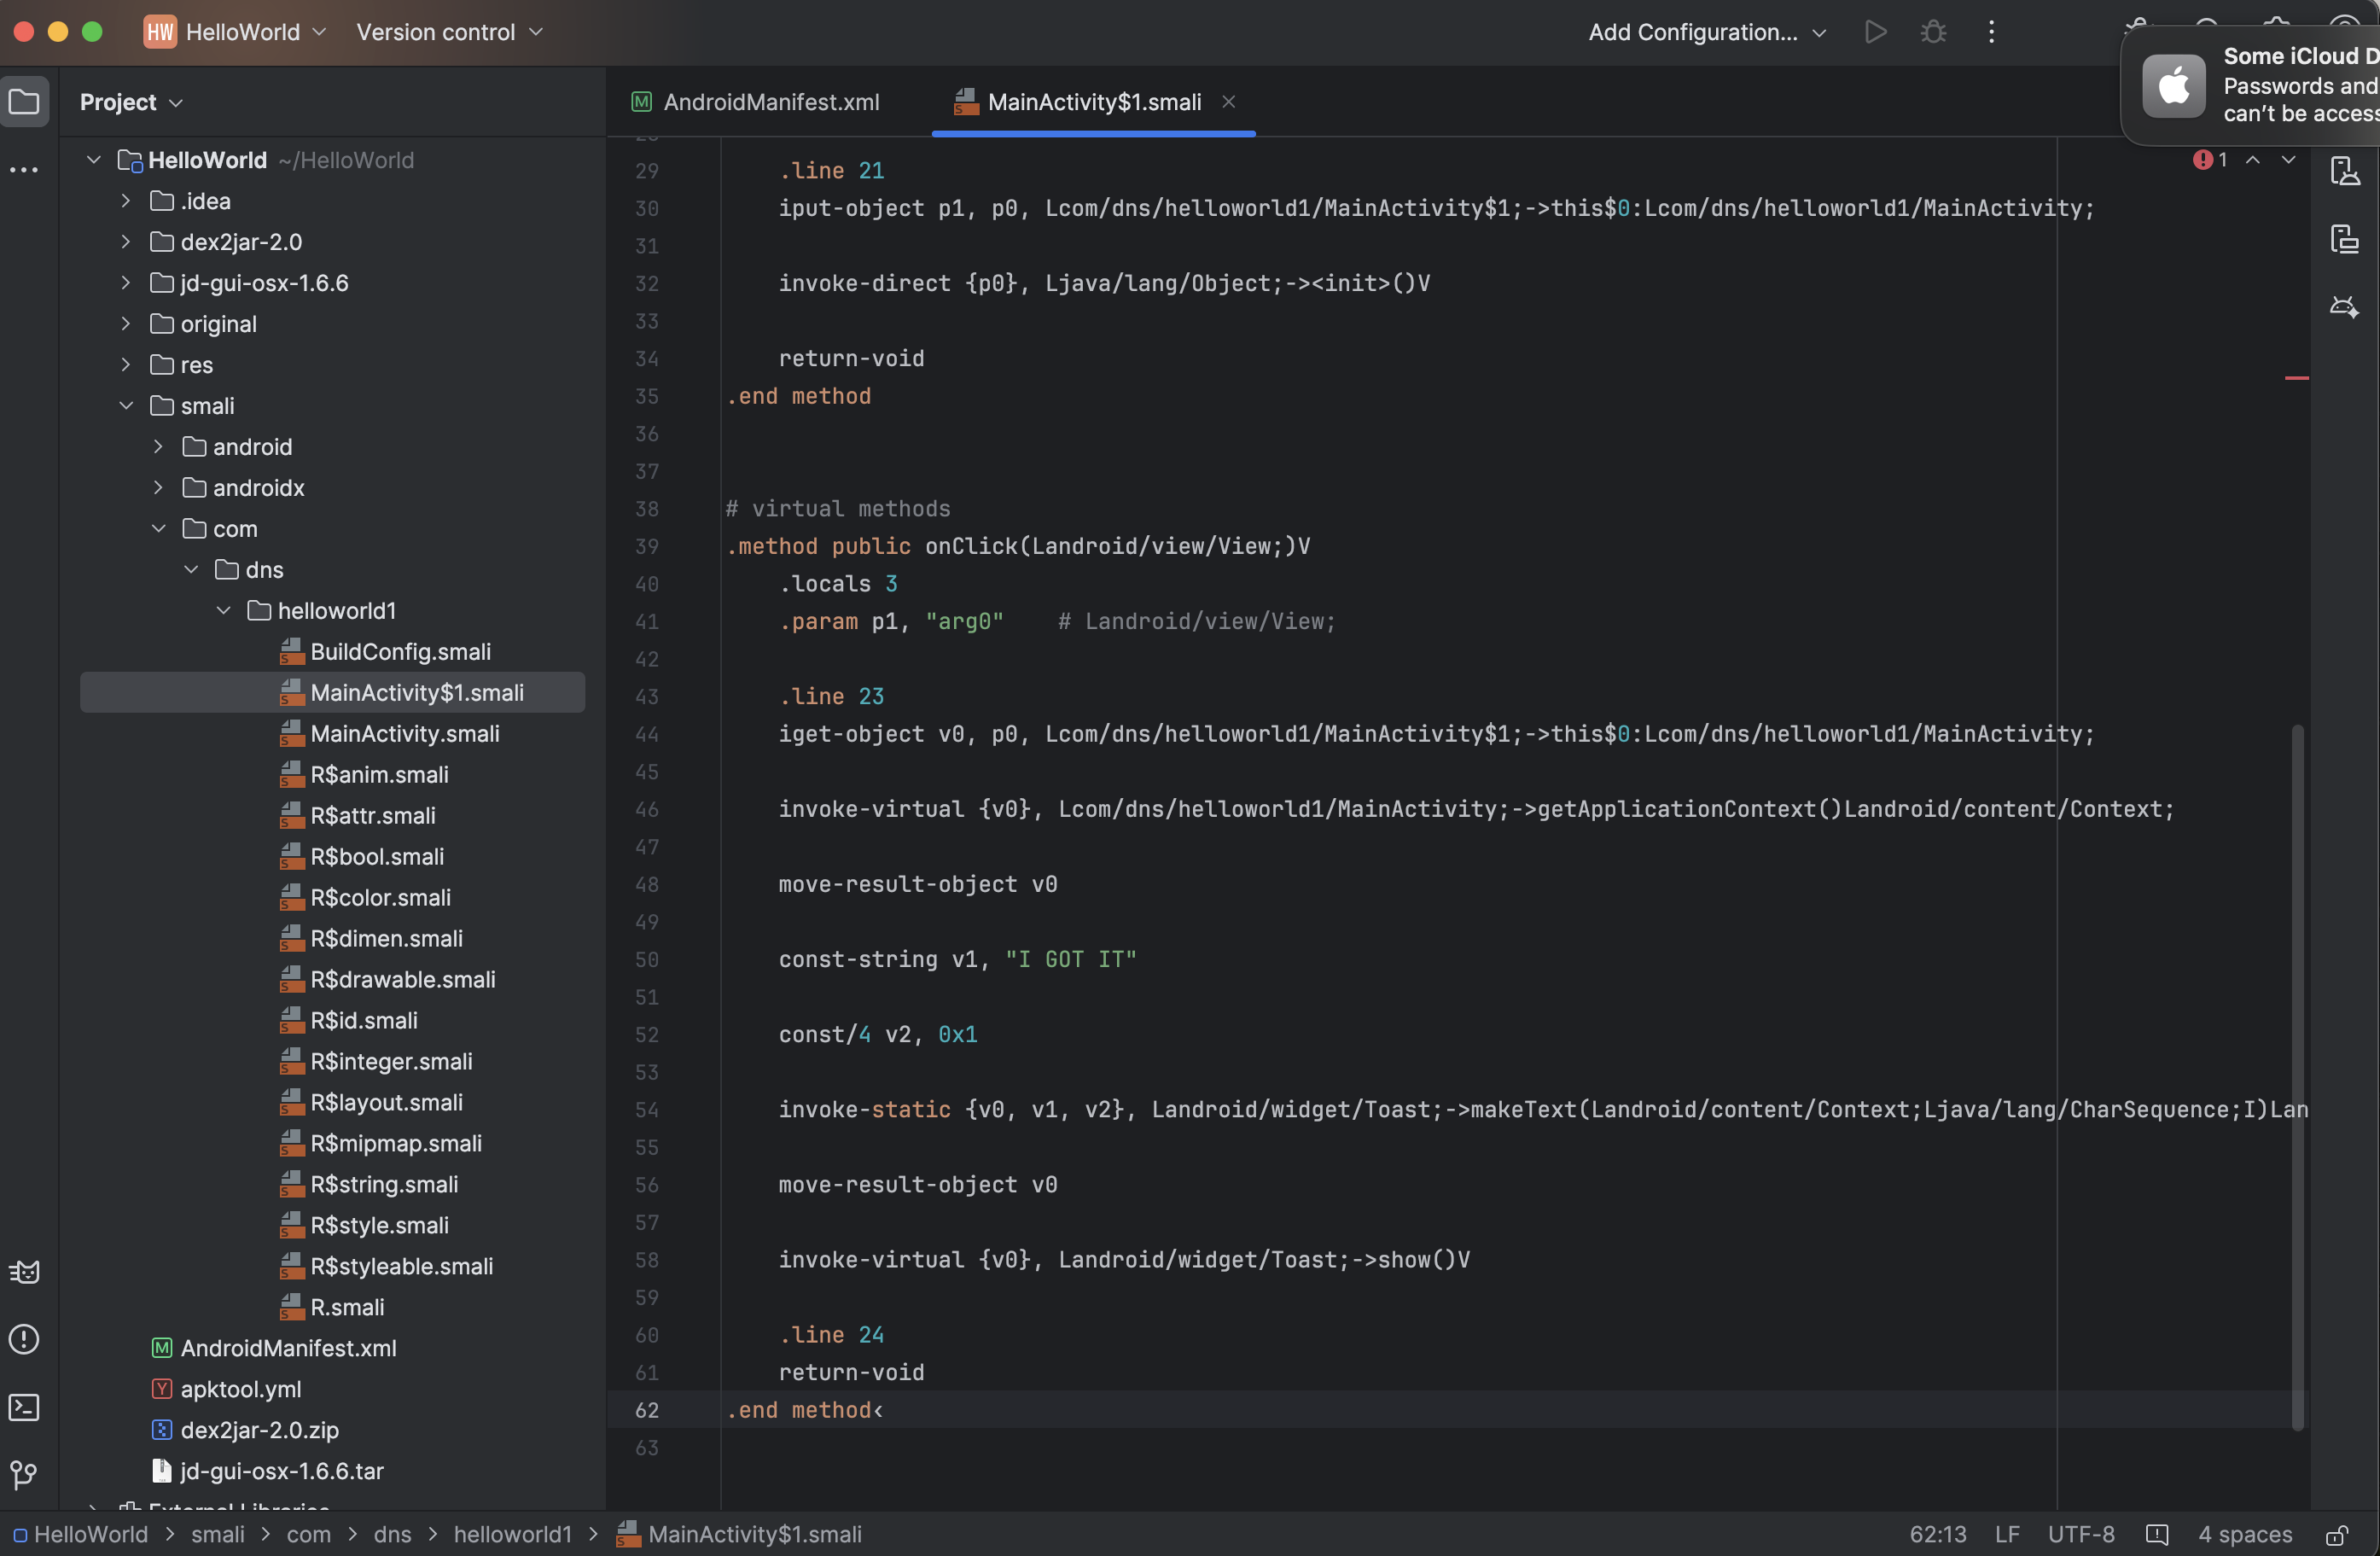 HW HelloWorld Version control Add Configuration...
Some iCloud D
Passwords and
can't be access
Project
AndroidManifest.xml MainActivity$1.smali
HelloWorld ~/HelloWorld
.idea
dex2jar-2.0
jd-gui-osx-1.6.6
original
res
smali
android
androidx
com
dns
helloworld1
BuildConfig.smali
MainActivity$1.smali
MainActivity.smali
R$anim.smali
R$attr.smali
R$bool.smali
R$color.smali
R$dimen.smali
R$drawable.smali
R$id.smali
R$integer.smali
R$layout.smali
R$mipmap.smali
R$string.smali
R$style.smali
R$styleable.smali
R.smali
AndroidManifest.xml
apktool.yml
dex2jar-2.0.zip
jd-gui-osx-1.6.6.tar
External Libraries
1
29 .line 21
30 iput-object p1, p0, Lcom/dns/helloworld1/MainActivity$1;->this$0:Lcom/dns/helloworld1/MainActivity;
31
32 invoke-direct {p0}, Ljava/lang/Object;-><init>()V
33
34 return-void
35 .end method
36
37
38 # virtual methods
39 .method public onClick(Landroid/view/View;)V
40 .locals 3
41 .param p1, "arg0" # Landroid/view/View;
42
43 .line 23
44 iget-object v0, p0, Lcom/dns/helloworld1/MainActivity$1;->this$0:Lcom/dns/helloworld1/MainActivity;
45
46 invoke-virtual {v0}, Lcom/dns/helloworld1/MainActivity;->getApplicationContext()Landroid/content/Context;
47
48 move-result-object v0
49
50 const-string v1, "I GOT IT"
51
52 const/4 v2, 0x1
53
54 invoke-static {v0, v1, v2}, Landroid/widget/Toast;->makeText(Landroid/content/Context;Ljava/lang/CharSequence;I)Lan
55
56 move-result-object v0
57
58 invoke-virtual {v0}, Landroid/widget/Toast;->show()V
59
60 .line 24
61 return-void
62 .end method‹
63
HelloWorld > smali > com > dns > helloworld1 > MainActivity$1.smali 62:13 LF UTF-8 4 spaces